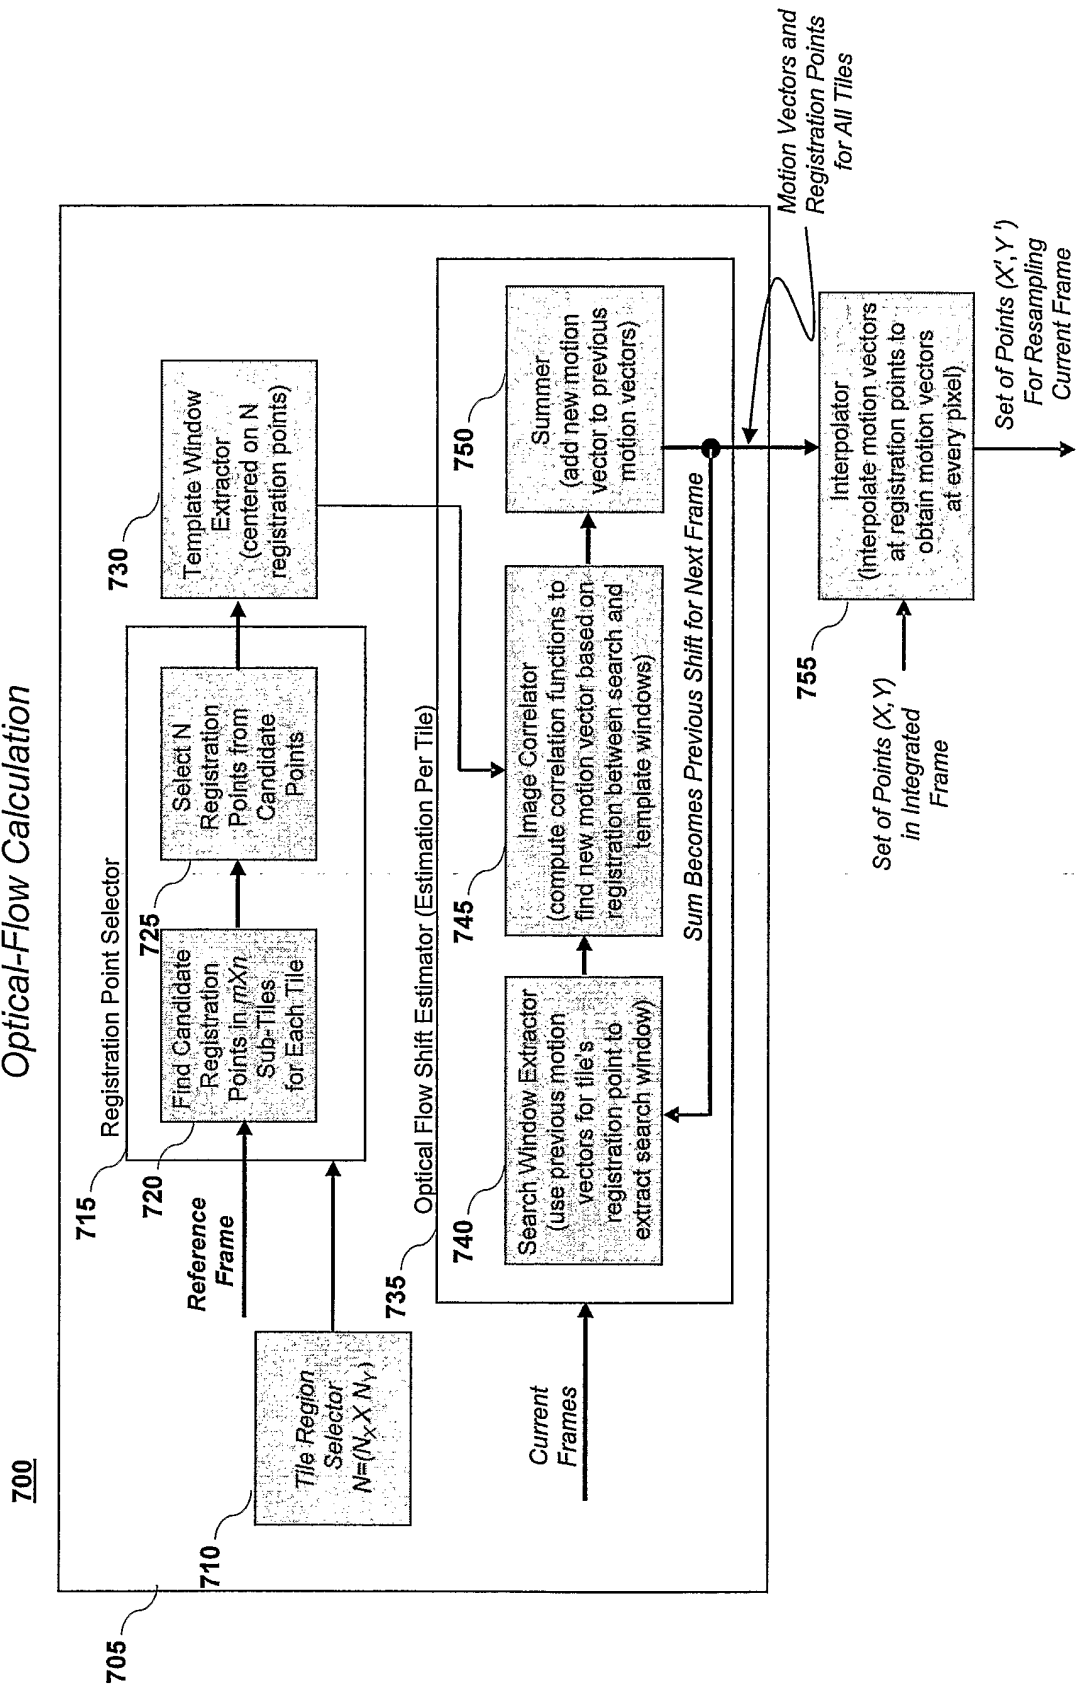 Optical-Flow Calculation
700
705
710
Tile Region
Selector
N=(NX X NY)
Reference
Frame
715
Registration Point Selector
720
Find Candidate
Registration
Points in mXn
Sub-Tiles
for Each Tile
725
Select N
Registration
Points from
Candidate
Points
730
Template Window
Extractor
(centered on N
registration points)
Current
Frames
735
Optical Flow Shift Estimator (Estimation Per Tile)
740
Search Window Extractor
(use previous motion
vectors for tile's
registration point to
extract search window)
745
Image Correlator
(compute correlation functions to
find new motion vector based on
registration between search and
template windows)
750
Summer
(add new motion
vector to previous
motion vectors)
Sum Becomes Previous Shift for Next Frame
Motion Vectors and
Registration Points
for All Tiles
Set of Points (X,Y)
in Integrated
Frame
755
Interpolator
(Interpolate motion vectors
at registration points to
obtain motion vectors
at every pixel)
Set of Points (X',Y')
For Resampling
Current Frame